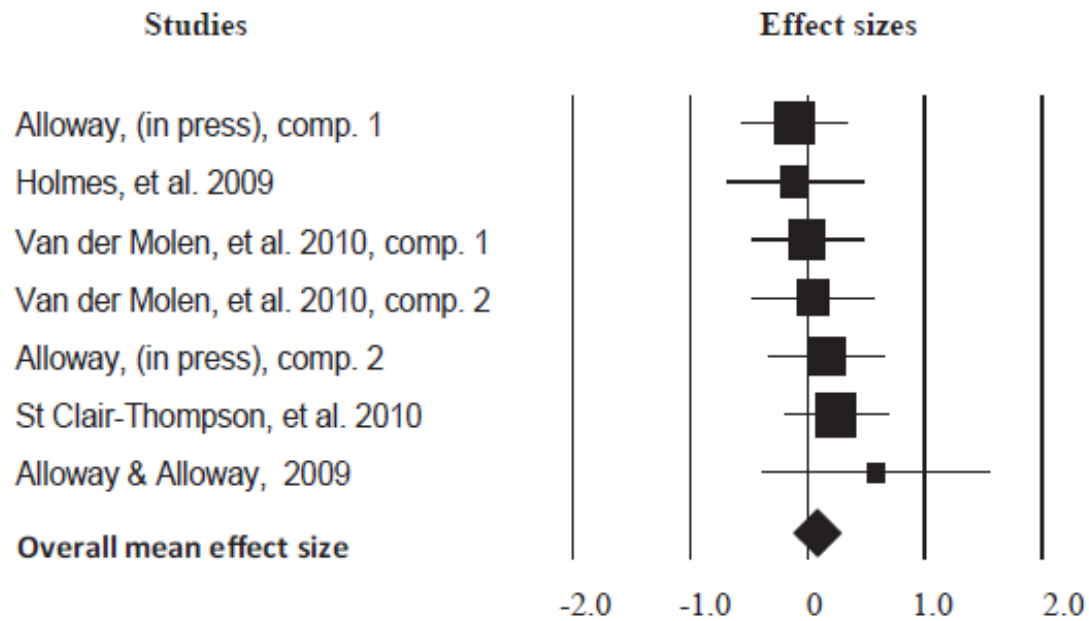 Studies Effect sizes
Alloway, (in press), comp. 1
Holmes, et al. 2009
Van der Molen, et al. 2010, comp. 1
Van der Molen, et al. 2010, comp. 2
Alloway, (in press), comp. 2
St Clair-Thompson, et al. 2010
Alloway & Alloway, 2009
Overall mean effect size
-2.0 -1.0 0 1.0 2.0